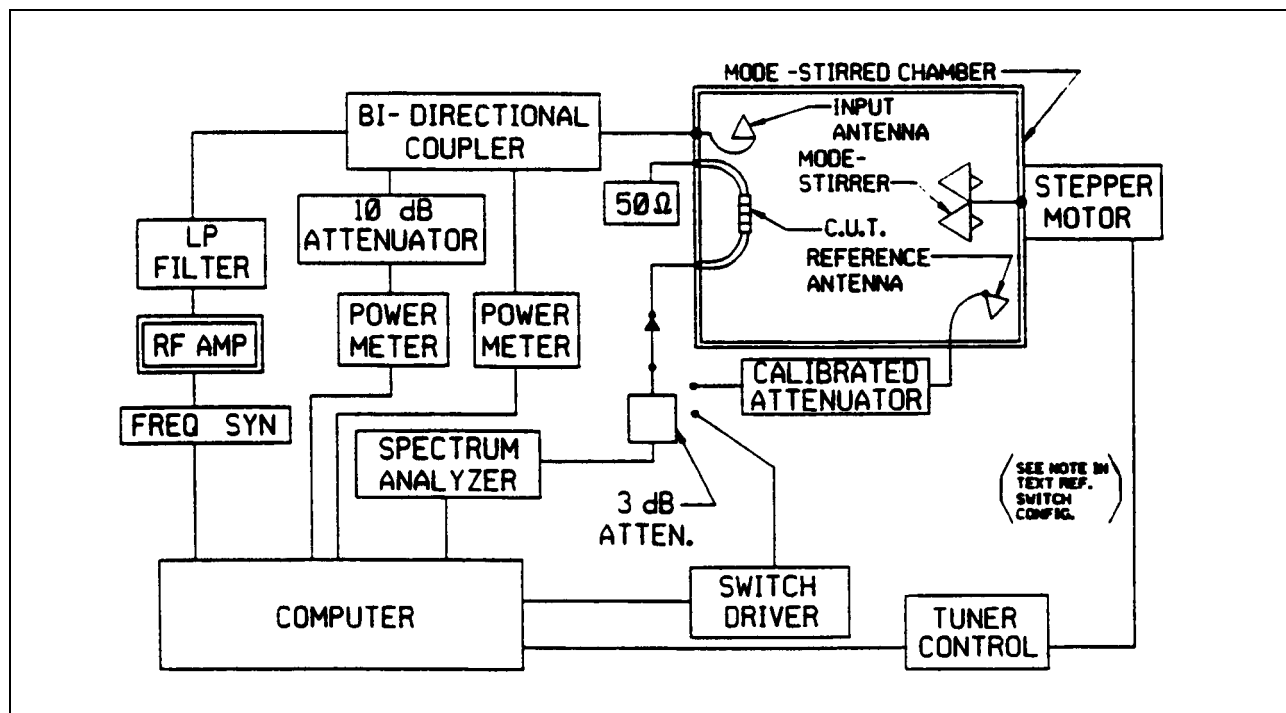 MODE -STIRRED CHAMBER
BI- DIRECTIONAL
COUPLER
INPUT
ANTENNA
MODE-
STIRRER
STEPPER
MOTOR
50Ω
10 dB
ATTENUATOR
LP
FILTER
C.U.T.
REFERENCE
ANTENNA
POWER
METER
POWER
METER
RF AMP
CALIBRATED
ATTENUATOR
FREQ SYN
SPECTRUM
ANALYZER
(SEE NOTE IN
TEXT REF.
SWITCH
CONFIG.)
3 dB
ATTEN.
COMPUTER
SWITCH
DRIVER
TUNER
CONTROL